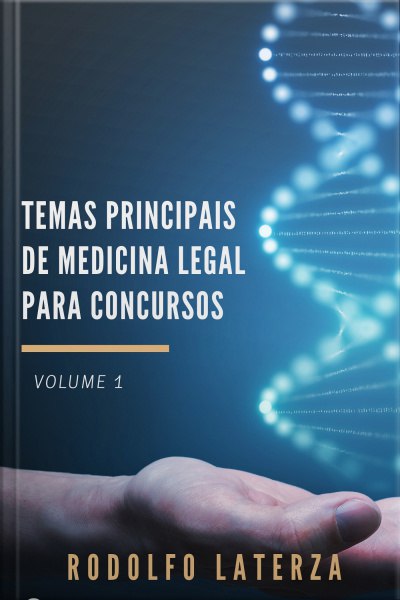 TEMAS PRINCIPAIS
DE MEDICINA LEGAL
PARA CONCURSOS
VOLUME 1
RODOLFO LATERZA